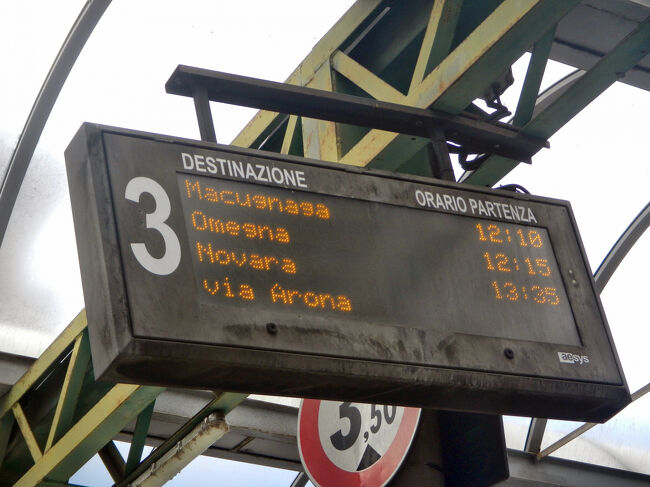 DESTINAZIONE ORARIO PARTENZA
3
Macugnaga 12:10
Omegna 12:15
Novara 13:35
via Arona
aesys
3,50